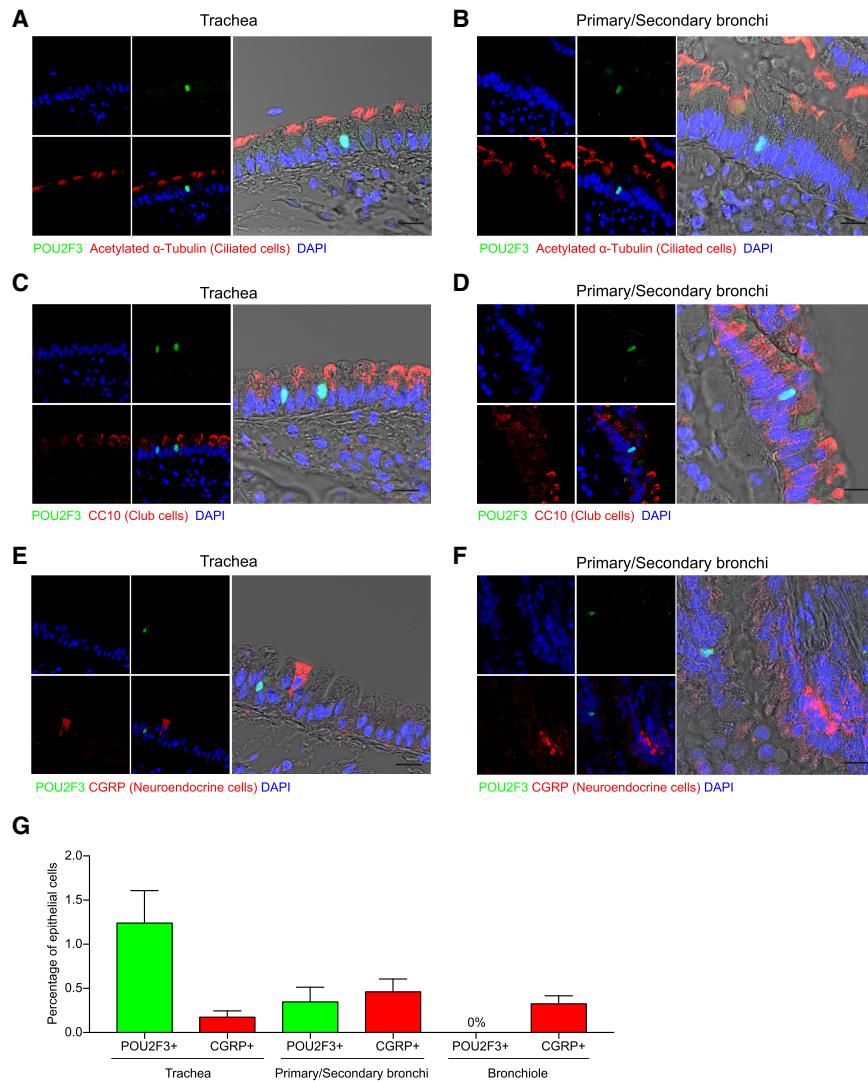 A
Trachea
POU2F3 Acetylated α-Tubulin (Ciliated cells) DAPI
B
Primary/Secondary bronchi
POU2F3 Acetylated α-Tubulin (Ciliated cells) DAPI
C
Trachea
POU2F3 CC10 (Club cells) DAPI
D
Primary/Secondary bronchi
POU2F3 CC10 (Club cells) DAPI
E
Trachea
POU2F3 CGRP (Neuroendocrine cells) DAPI
F
Primary/Secondary bronchi
POU2F3 CGRP (Neuroendocrine cells) DAPI
G
Percentage of epithelial cells
2.0
1.5
1.0
0.5
0.0
0%
POU2F3+ CGRP+ POU2F3+ CGRP+ POU2F3+ CGRP+
Trachea Primary/Secondary bronchi Bronchiole